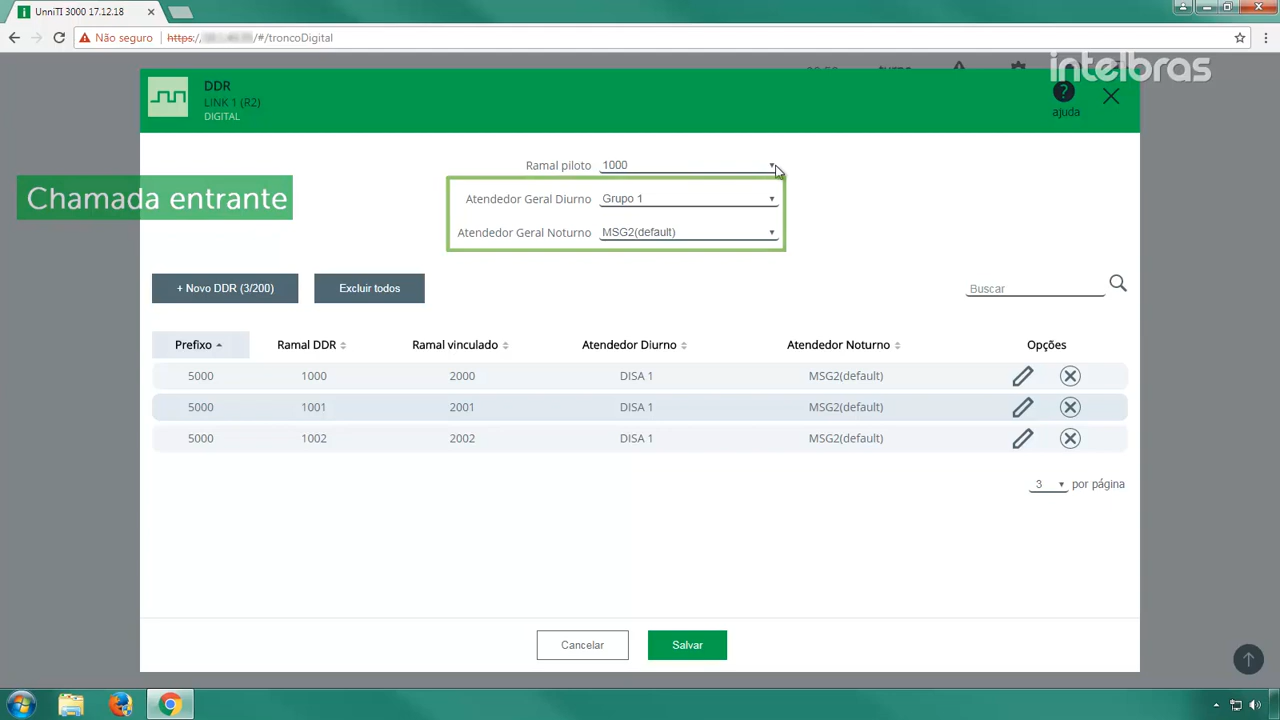 UnniTI 3000 17.12.18
Não seguro
https://
/#/troncoDigital
intelbras
DDR
LINK 1 (R2)
DIGITAL
?
ajuda
Chamada entrante
Ramal piloto 1000
Atendedor Geral Diurno Grupo 1
Atendedor Geral Noturno MSG2(default)
+ Novo DDR (3/200) Excluir todos Buscar
Prefixo Ramal DDR Ramal vinculado Atendedor Diurno Atendedor Noturno Opções
5000 1000 2000 DISA 1 MSG2(default)
5000 1001 2001 DISA 1 MSG2(default)
5000 1002 2002 DISA 1 MSG2(default)
3 por página
Cancelar Salvar